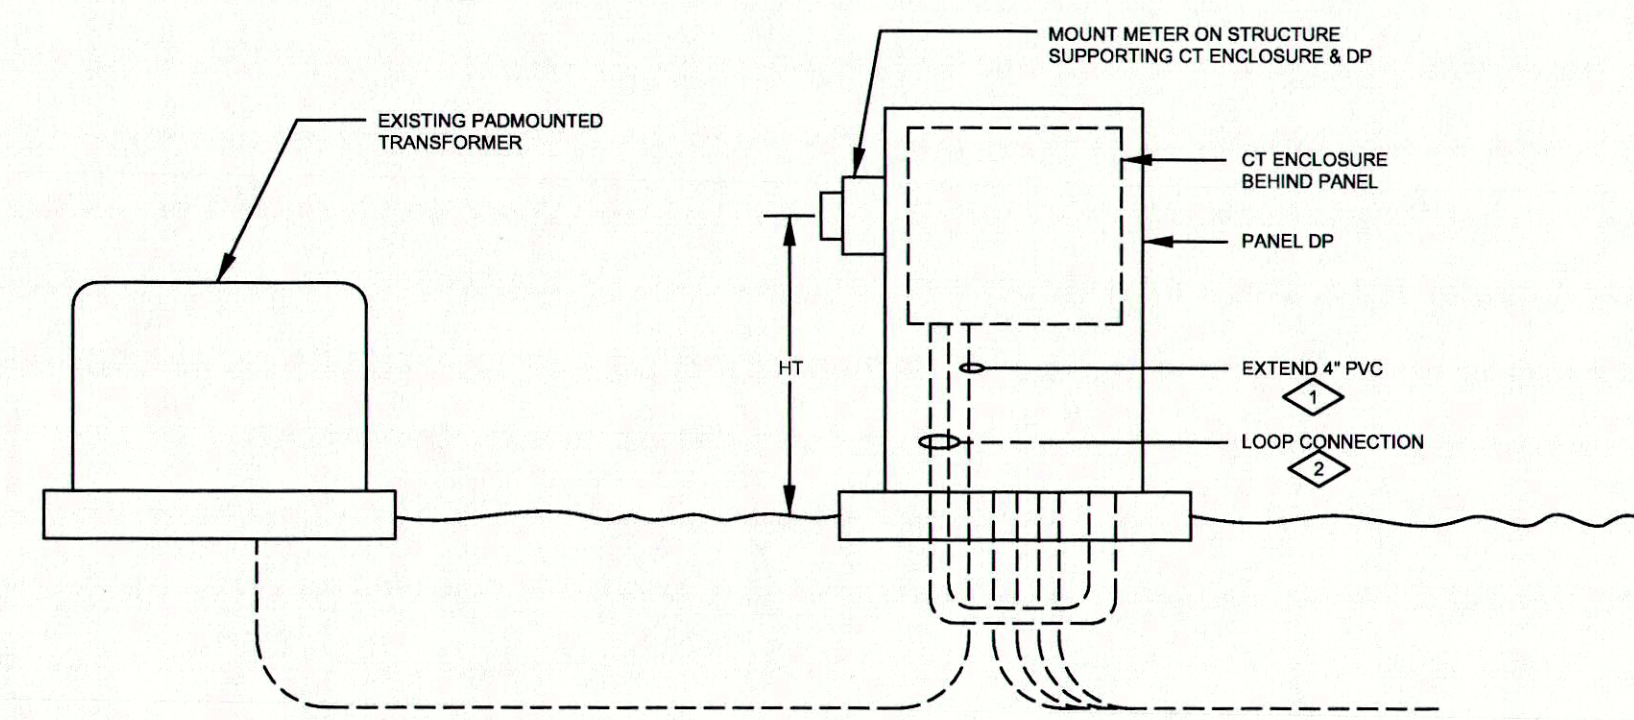 MOUNT METER ON STRUCTURE
SUPPORTING CT ENCLOSURE & DP
EXISTING PADMOUNTED
TRANSFORMER
CT ENCLOSURE
BEHIND PANEL
PANEL DP
HT
EXTEND 4" PVC
1
LOOP CONNECTION
2